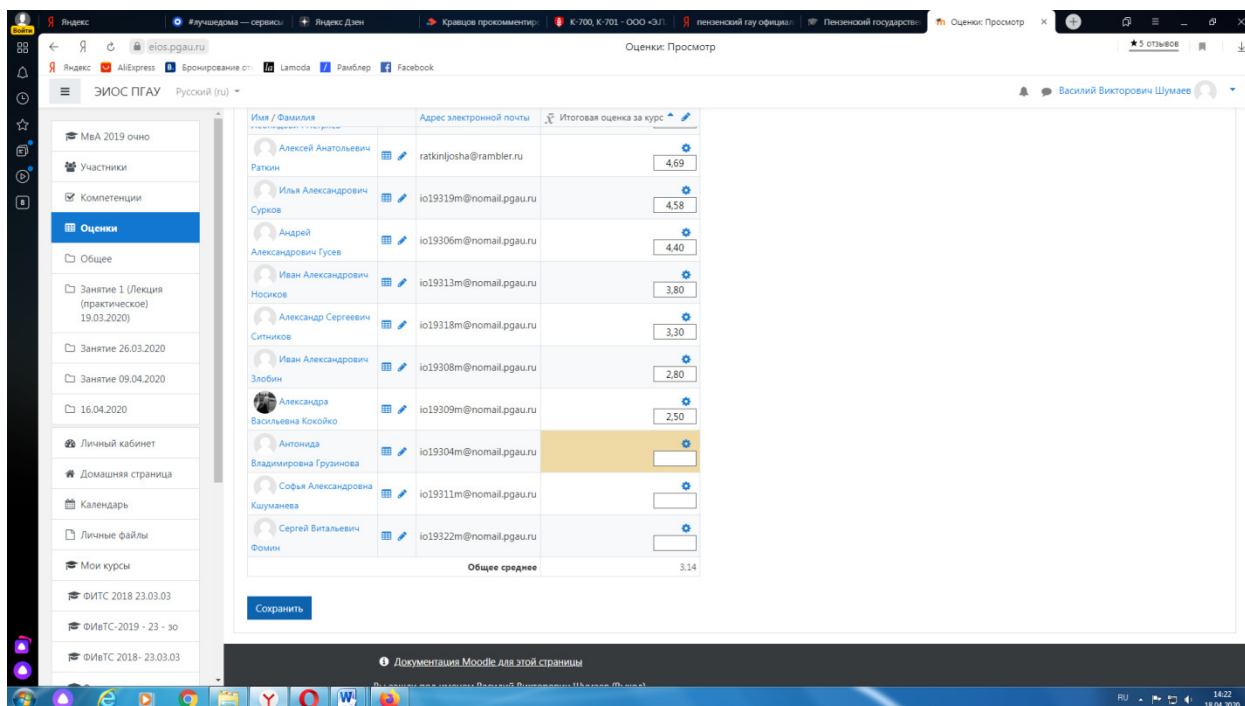 Яндекс
#лучшедома — сервисы
Яндекс Дзен
Кравцов прокомментир
К-700, К-701 - ООО «ЭЛ
пензенский гау официал
Пензенский государстве
Оценки: Просмотр
Войти
eios.pgau.ru
Оценки: Просмотр
★5 отзывов
Яндекс
AliExpress
Бронирование от
Lamoda
Рамблер
Facebook
ЭИОС ПГАУ
Русский (ru)
Василий Викторович Шумаев
МвА 2019 очно
Участники
Компетенции
Оценки
Общее
Занятие 1 (Лекция
(практическое)
19.03.2020)
Занятие 26.03.2020
Занятие 09.04.2020
16.04.2020
Личный кабинет
Домашняя страница
Календарь
Личные файлы
Мои курсы
ФИТС 2018 23.03.03
ФИвТС-2019 - 23 - зо
ФИвТС 2018- 23.03.03
Имя / Фамилия
Адрес электронной почты
Итоговая оценка за курс
Алексей Анатольевич
Раткин
ratkinljosha@rambler.ru
4,69
Илья Александрович
Сурков
io19319m@nomail.pgau.ru
4,58
Андрей
Александрович Гусев
io19306m@nomail.pgau.ru
4,40
Иван Александрович
Носиков
io19313m@nomail.pgau.ru
3,80
Александр Сергеевич
Ситников
io19318m@nomail.pgau.ru
3,30
Иван Александрович
Злобин
io19308m@nomail.pgau.ru
2,80
Александра
Васильевна Кокойко
io19309m@nomail.pgau.ru
2,50
Антонида
Владимировна Грузинова
io19304m@nomail.pgau.ru
Софья Александровна
Кшуманева
io19311m@nomail.pgau.ru
Сергей Витальевич
Фомин
io19322m@nomail.pgau.ru
Общее среднее
3,14
Сохранить
Документация Moodle для этой страницы
RU
14:22
18.04.2020